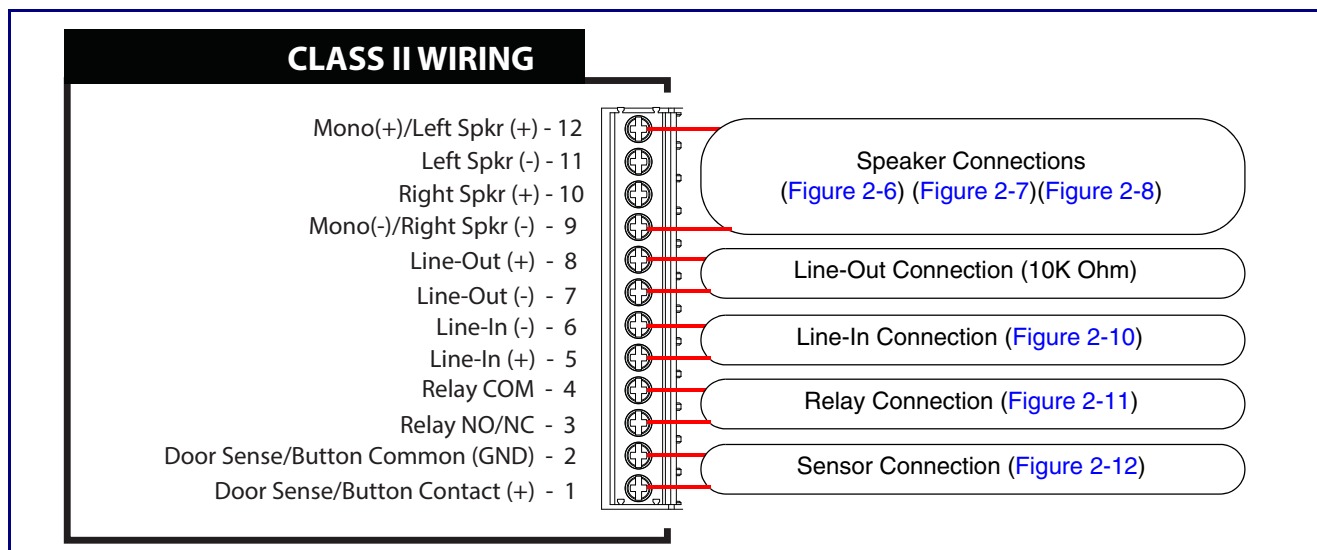 CLASS II WIRING
Mono(+)/Left Spkr (+) - 12
Left Spkr (-) - 11
Right Spkr (+) - 10
Mono(-)/Right Spkr (-) - 9
Line-Out (+) - 8
Line-Out (-) - 7
Line-In (-) - 6
Line-In (+) - 5
Relay COM - 4
Relay NO/NC - 3
Door Sense/Button Common (GND) - 2
Door Sense/Button Contact (+) - 1
Speaker Connections
(Figure 2-6) (Figure 2-7)(Figure 2-8)
Line-Out Connection (10K Ohm)
Line-In Connection (Figure 2-10)
Relay Connection (Figure 2-11)
Sensor Connection (Figure 2-12)